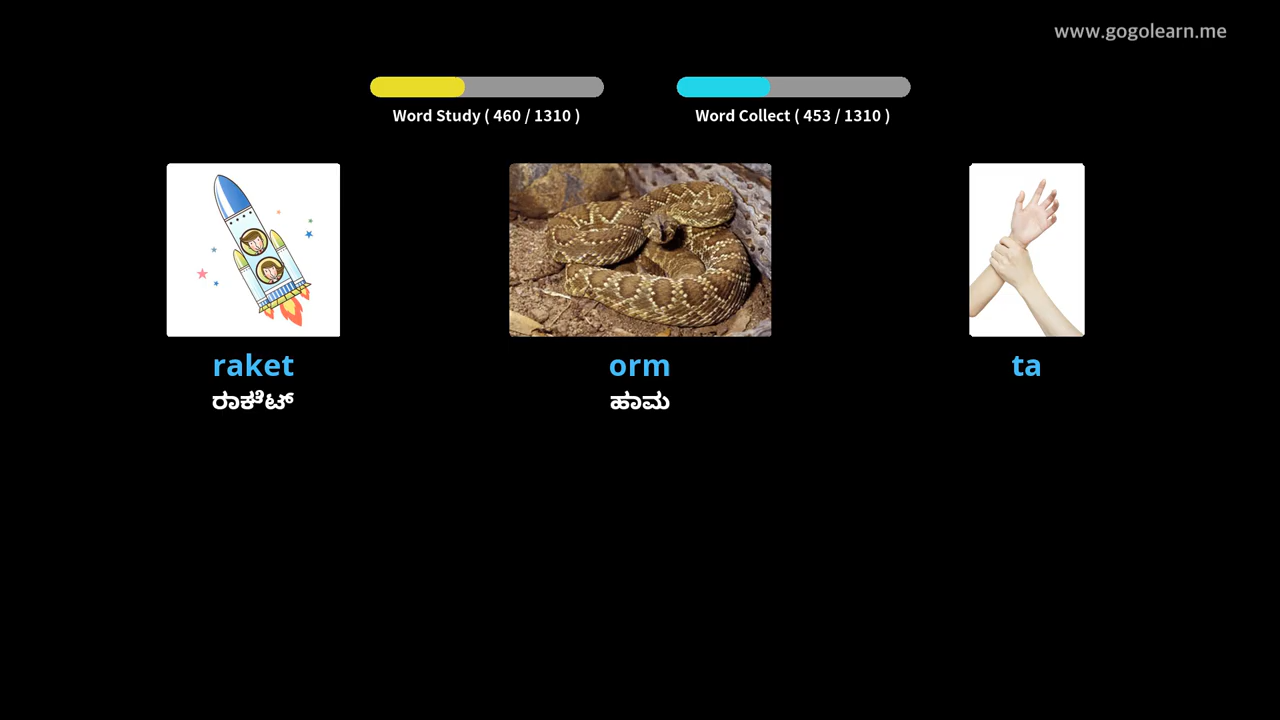 www.gogolearn.me
Word Study ( 460 / 1310 )
Word Collect ( 453 / 1310 )
raket
orm
ta
ರಾಕೆಟ್
ಹಾವು